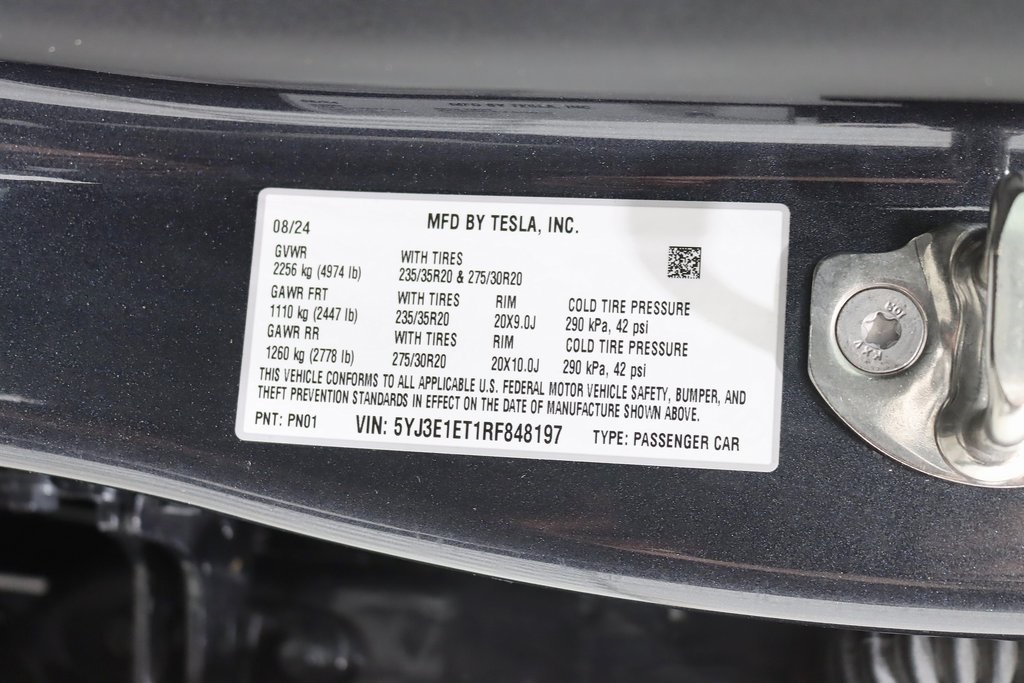 08/24 MFD BY TESLA, INC.
GVWR WITH TIRES
2256 kg (4974 lb) 235/35R20 & 275/30R20
GAWR FRT WITH TIRES RIM COLD TIRE PRESSURE
1110 kg (2447 lb) 235/35R20 20X9.0J 290 kPa, 42 psi
GAWR RR WITH TIRES RIM COLD TIRE PRESSURE
1260 kg (2778 lb) 275/30R20 20X10.0J 290 kPa, 42 psi
THIS VEHICLE CONFORMS TO ALL APPLICABLE U.S. FEDERAL MOTOR VEHICLE SAFETY, BUMPER, AND
THEFT PREVENTION STANDARDS IN EFFECT ON THE DATE OF MANUFACTURE SHOWN ABOVE.
PNT: PN01 VIN: 5YJ3E1ET1RF848197 TYPE: PASSENGER CAR